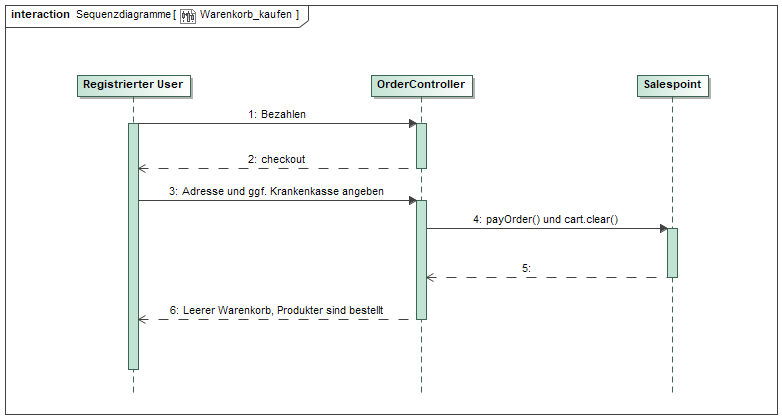 interaction Sequenzdiagramme[ Warenkorb_kaufen ]
Registrierter User
OrderController
Salespoint
1: Bezahlen
2: checkout
3: Adresse und ggf. Krankenkasse angeben
4: payOrder() und cart.clear()
5:
6: Leerer Warenkorb, Produkter sind bestellt